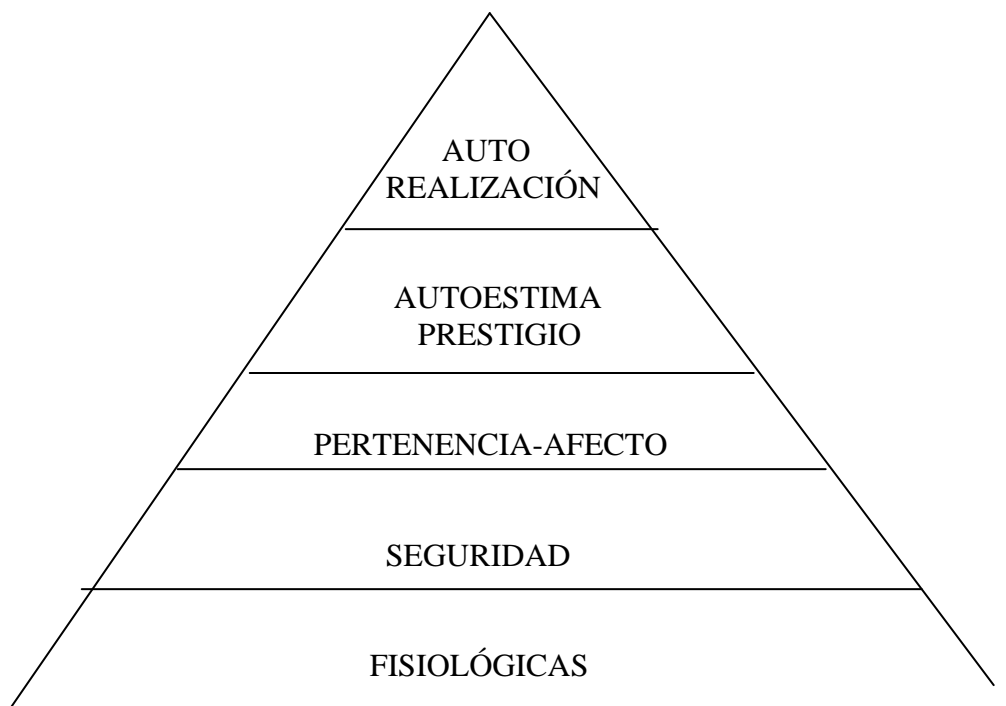 AUTO
REALIZACIÓN
AUTOESTIMA
PRESTIGIO
PERTENENCIA-AFECTO
SEGURIDAD
FISIOLÓGICAS